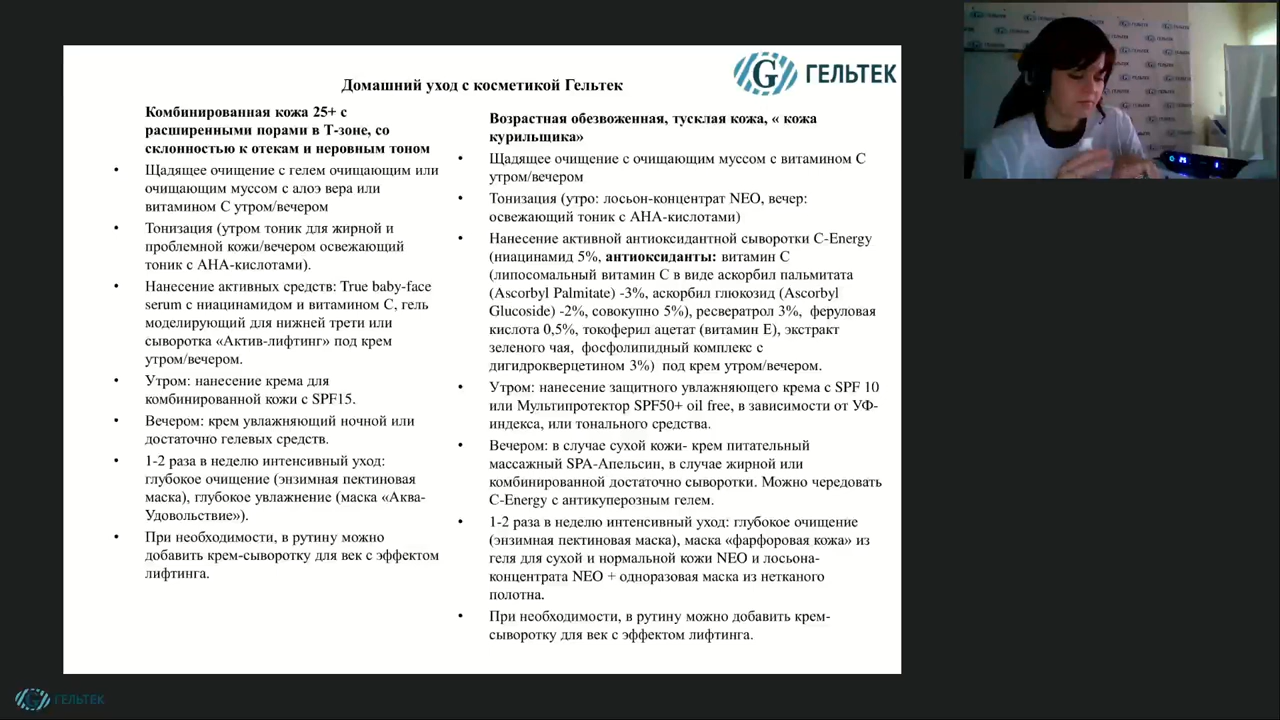 Домашний уход с косметикой Гельтек
ГЕЛЬТЕК
Комбинированная кожа 25+ с
расширенными порами в Т-зоне, со
склонностью к отекам и неровным тоном
• Щадящее очищение с гелем очищающим или
очищающим муссом с алоэ вера или
витамином С утром/вечером
• Тонизация (утром тоник для жирной и
проблемной кожи/вечером освежающий
тоник с АНА-кислотами).
• Нанесение активных средств: True baby-face
serum с ниацинамидом и витамином С, гель
моделирующий для нижней трети или
сыворотка «Актив-лифтинг» под крем
утром/вечером.
• Утром: нанесение крема для
комбинированной кожи с SPF15.
• Вечером: крем увлажняющий ночной или
достаточно гелевых средств.
• 1-2 раза в неделю интенсивный уход:
глубокое очищение (энзимная пектиновая
маска), глубокое увлажнение (маска «Аква-
Удовольствие»).
• При необходимости, в рутину можно
добавить крем-сыворотку для век с эффектом
лифтинга.
Возрастная обезвоженная, тусклая кожа, « кожа
курильщика»
• Щадящее очищение с очищающим муссом с витамином С
утром/вечером
• Тонизация (утро: лосьон-концентрат NEO, вечер:
освежающий тоник с АНА-кислотами)
• Нанесение активной антиоксидантной сыворотки C-Energy
(ниацинамид 5%, антиоксиданты: витамин С
(липосомальный витамин С в виде аскорбил пальмитата
(Ascorbyl Palmitate) -3%, аскорбил глюкозид (Ascorbyl
Glucoside) -2%, совокупно 5%), ресвератрол 3%, феруловая
кислота 0,5%, токоферил ацетат (витамин Е), экстракт
зеленого чая, фосфолипидный комплекс с
дигидрокверцетином 3%) под крем утром/вечером.
• Утром: нанесение защитного увлажняющего крема с SPF 10
или Мультипротектор SPF50+ oil free, в зависимости от УФ-
индекса, или тонального средства.
• Вечером: в случае сухой кожи- крем питательный
массажный SPA-Апельсин, в случае жирной или
комбинированной достаточно сыворотки. Можно чередовать
C-Energy с антикуперозным гелем.
• 1-2 раза в неделю интенсивный уход: глубокое очищение
(энзимная пектиновая маска), маска «фарфоровая кожа» из
геля для сухой и нормальной кожи NEO и лосьона-
концентрата NEO + одноразовая маска из нетканого
полотна.
• При необходимости, в рутину можно добавить крем-
сыворотку для век с эффектом лифтинга.
ГЕЛЬТЕК